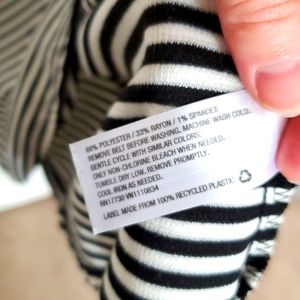 66% POLYESTER / 33% RAYON / 1% SPANDEX
REMOVE BELT BEFORE WASHING. MACHINE WASH COLD.
GENTLE CYCLE WITH SIMILAR COLORS.
ONLY NON-CHLORINE BLEACH WHEN NEEDED.
TUMBLE DRY LOW. REMOVE PROMPTLY.
COOL IRON AS NEEDED.
RN17730 VN1110834
LABEL MADE FROM 100% RECYCLED PLASTIC